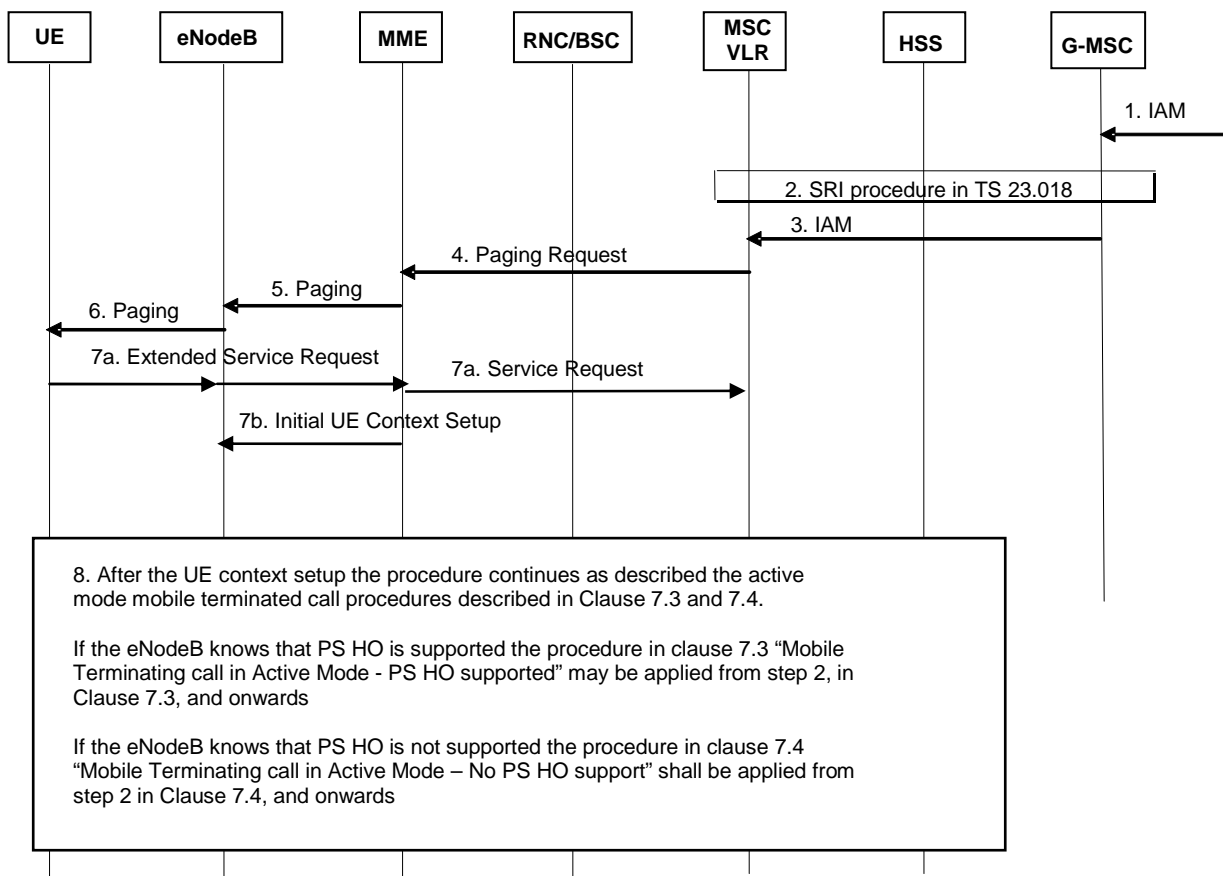 UE
eNodeB
MME
RNC/BSC
MSC
VLR
HSS
G-MSC
1. IAM
2. SRI procedure in TS 23.018
3. IAM
4. Paging Request
5. Paging
6. Paging
7a. Extended Service Request
7a. Service Request
7b. Initial UE Context Setup
8. After the UE context setup the procedure continues as described the active
mode mobile terminated call procedures described in Clause 7.3 and 7.4.
If the eNodeB knows that PS HO is supported the procedure in clause 7.3 “Mobile
Terminating call in Active Mode - PS HO supported” may be applied from step 2, in
Clause 7.3, and onwards
If the eNodeB knows that PS HO is not supported the procedure in clause 7.4
“Mobile Terminating call in Active Mode – No PS HO support” shall be applied from
step 2 in Clause 7.4, and onwards